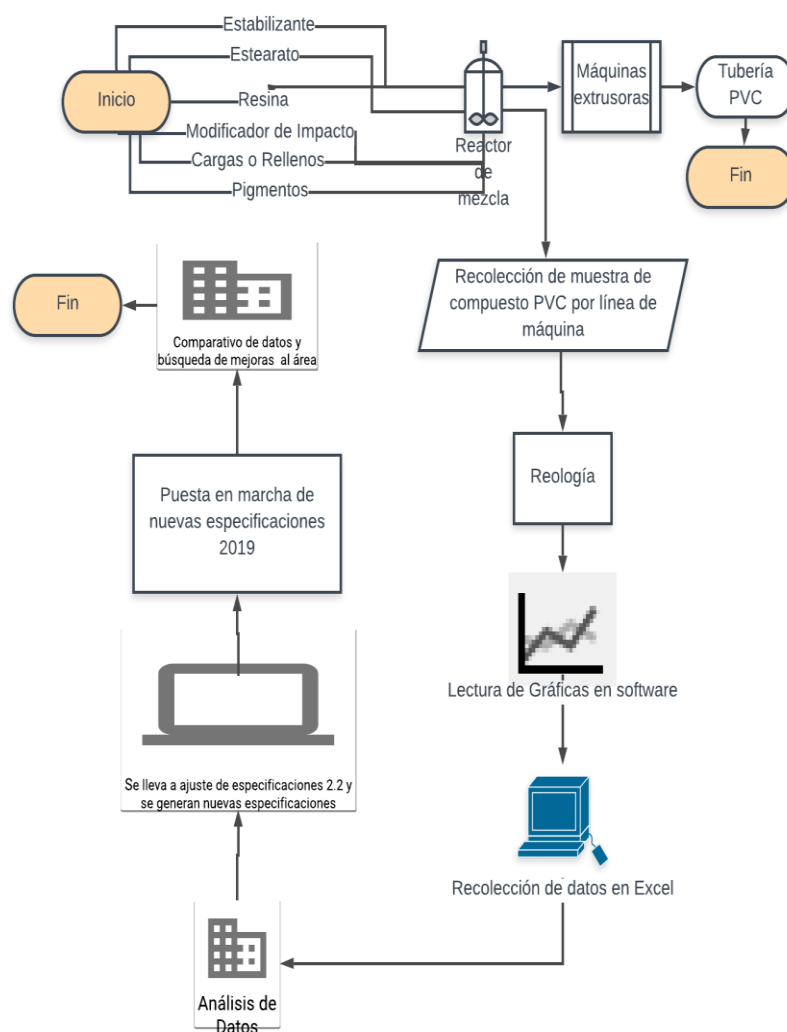 Estabilizante
Estearato
Inicio
Resina
Modificador de Impacto
Cargas o Rellenos
Pigmentos
Reactor
de
mezcla
Máquinas
extrusoras
Tubería
PVC
Fin
Recolección de muestra de
compuesto PVC por línea de
máquina
Reología
Lectura de Gráficas en software
Recolección de datos en Excel
Análisis de
Datos
Se lleva a ajuste de especificaciones 2.2 y
se generan nuevas especificaciones
Puesta en marcha de
nuevas especificaciones
2019
Comparativo de datos y
búsqueda de mejoras al área
Fin